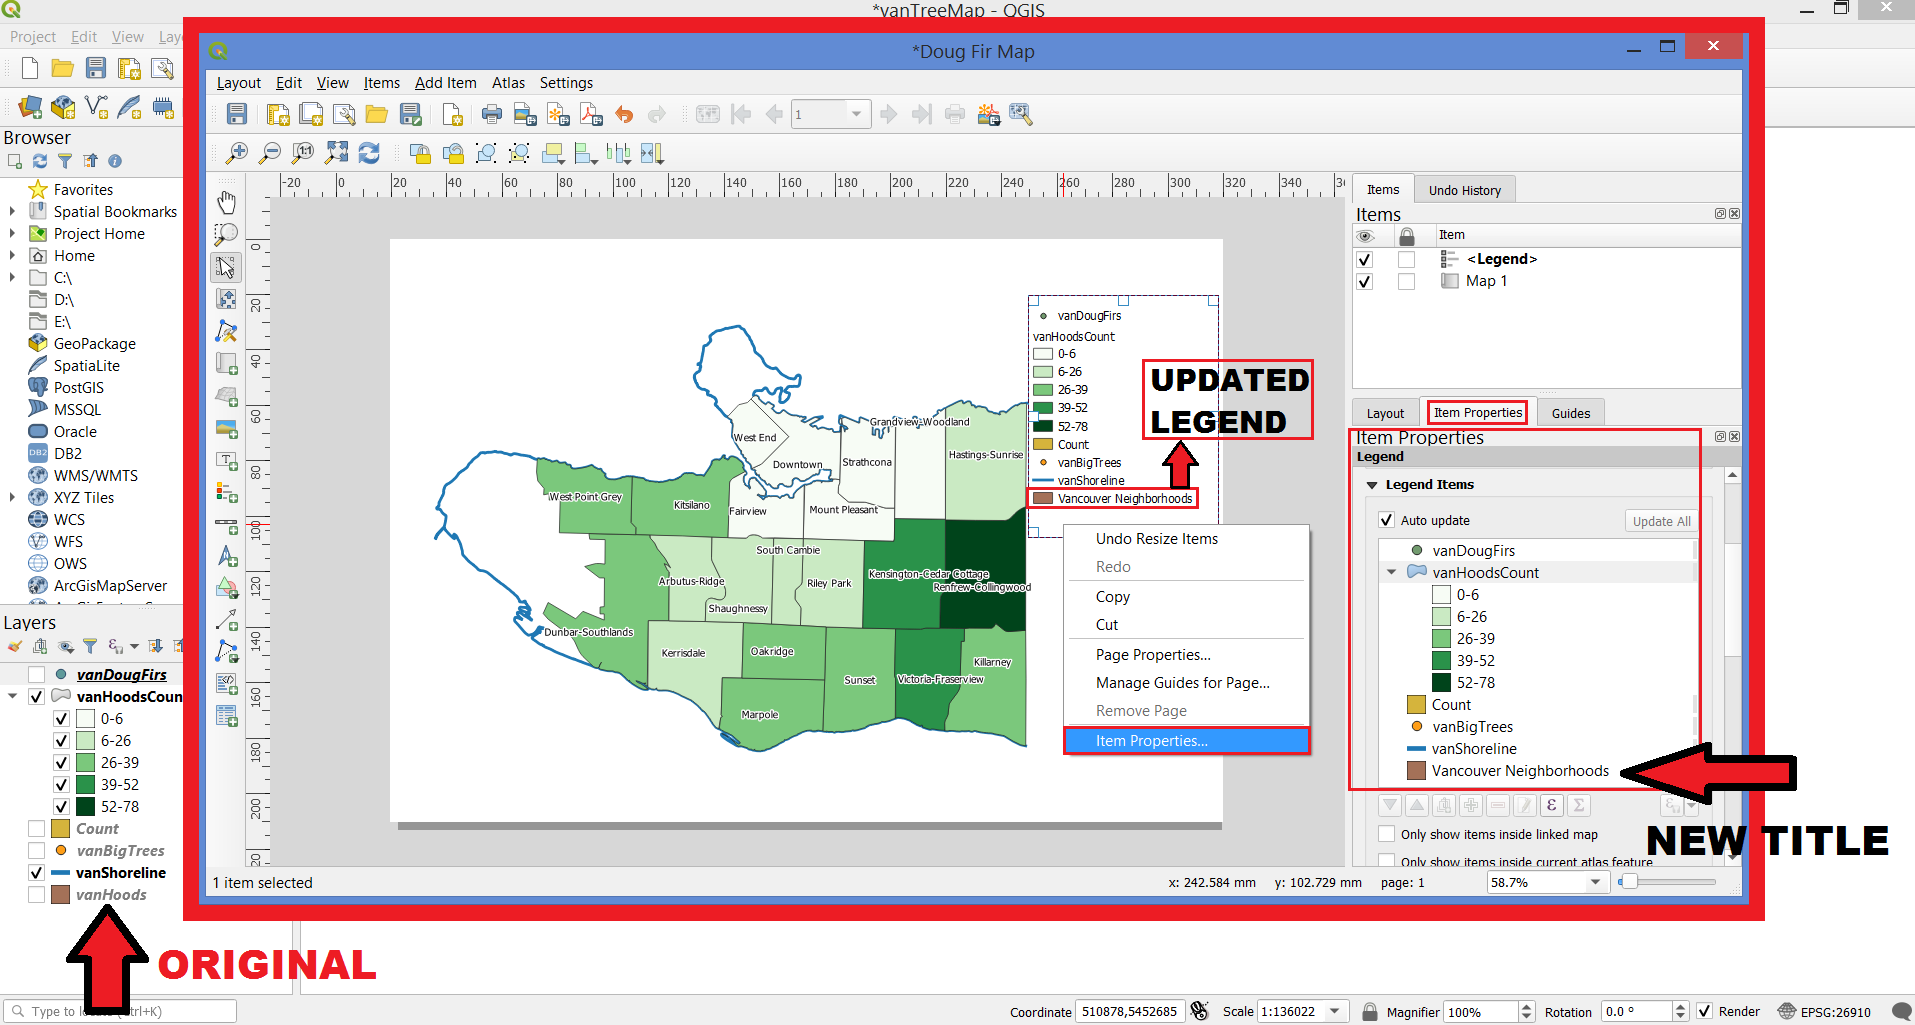 *vanTreeMap - QGIS
Project Edit View Lay
*Doug Fir Map
Layout Edit View Items Add Item Atlas Settings
1
1:1
Browser
Favorites
Spatial Bookmarks
Project Home
Home
C:\
D:\
E:\
GeoPackage
SpatiaLite
PostGIS
MSSQL
Oracle
DB2
WMS/WMTS
XYZ Tiles
WCS
WFS
OWS
ArcGisMapServer
Layers
vanDougFirs
vanHoodsCoun
0-6
6-26
26-39
39-52
52-78
Count
vanBigTrees
vanShoreline
vanHoods
ORIGINAL
-20 0 20 40 60 80 100 120 140 160 180 200 220 240 260 280 300 320 340
0
20
40
60
80
100
120
140
160
180
200
West End
Downtown
Strathcona
Grandview-Woodland
Hastings-Sunrise
West Point Grey
Kitsilano
Fairview
Mount Pleasant
South Cambie
Arbutus-Ridge
Riley Park
Shaughnessy
Kensington-Cedar Cottage
Renfrew-Collingwood
Dunbar-Southlands
Kerrisdale
Oakridge
Sunset
Victoria-Fraserview
Killarney
Marpole
vanDougFirs
vanHoodsCount
0-6
6-26
26-39
39-52
52-78
Count
vanBigTrees
vanShoreline
Vancouver Neighborhoods
UPDATED
LEGEND
Undo Resize Items
Redo
Copy
Cut
Page Properties...
Manage Guides for Page...
Remove Page
Item Properties...
Items Undo History
Items
Item
<Legend>
Map 1
Layout Item Properties Guides
Item Properties
Legend
Legend Items
Auto update Update All
vanDougFirs
vanHoodsCount
0-6
6-26
26-39
39-52
52-78
Count
vanBigTrees
vanShoreline
Vancouver Neighborhoods
Only show items inside linked map
Only show items inside current atlas feature
NEW TITLE
1 item selected x: 242.584 mm y: 102.729 mm page: 1 58.7%
Type to loc (Ctrl+K) Coordinate 510878,5452685 Scale 1:136022 Magnifier 100% Rotation 0.0 ° Render EPSG:26910